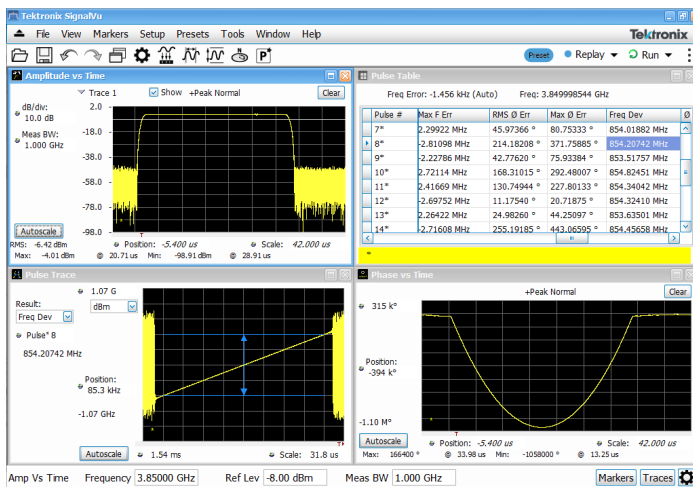 Tektronix SignalVu
File View Markers Setup Presets Tools Window Help
Tektronix
Preset Replay Run
Amplitude vs Time
Trace 1 Show +Peak Normal Clear
dB/div:
10.0 dB
Meas BW:
1.000 GHz
2.0
-18.0
-38.0
-58.0
-78.0
-98.0
Autoscale
T
RMS: -6.42 dBm Position: -5.400 us Scale: 42.000 us
Max: -4.01 dBm @ 20.71 us Min: -98.91 dBm @ 28.91 us
Pulse Table
Freq Error: -1.456 kHz (Auto) Freq: 3.849998544 GHz
Pulse # Max F Err RMS Ø Err Max Ø Err Freq Dev Ø
7* 2.29922 MHz 45.97366 ° 80.75333 ° 854.01882 MHz
8* -2.81098 MHz 214.18208 ° 371.75885 ° 854.20742 MHz
9* -2.22786 MHz 42.77620 ° 75.93384 ° 853.51757 MHz
10* 2.72114 MHz 168.31015 ° 292.48007 ° 854.82451 MHz
11* 2.41669 MHz 130.74944 ° 227.80133 ° 854.34042 MHz
12* -2.69752 MHz 11.17540 ° 20.71875 ° 854.32410 MHz
13* 2.26422 MHz 24.98260 ° 44.25097 ° 853.63501 MHz
14* -2.71608 MHz 255.19185 ° 443.06595 ° 854.45658 MHz
*
Pulse Trace
1.07 G
Result:
dBm
Freq Dev
Pulse* 8
854.20742 MHz
Position:
85.3 kHz
-1.07 GHz
*
T
Autoscale 1.54 ms Scale: 31.8 us
Phase vs Time
+Peak Normal Clear
315 k°
Position:
-394 k°
-1.10 M°
*
T
Autoscale Position: -5.400 us Scale: 42.000 us
Max: 166400 ° @ 33.98 us Min: -1058000 ° @ 13.25 us
Amp Vs Time Frequency 3.85000 GHz Ref Lev -8.00 dBm Meas BW 1.000 GHz Markers Traces